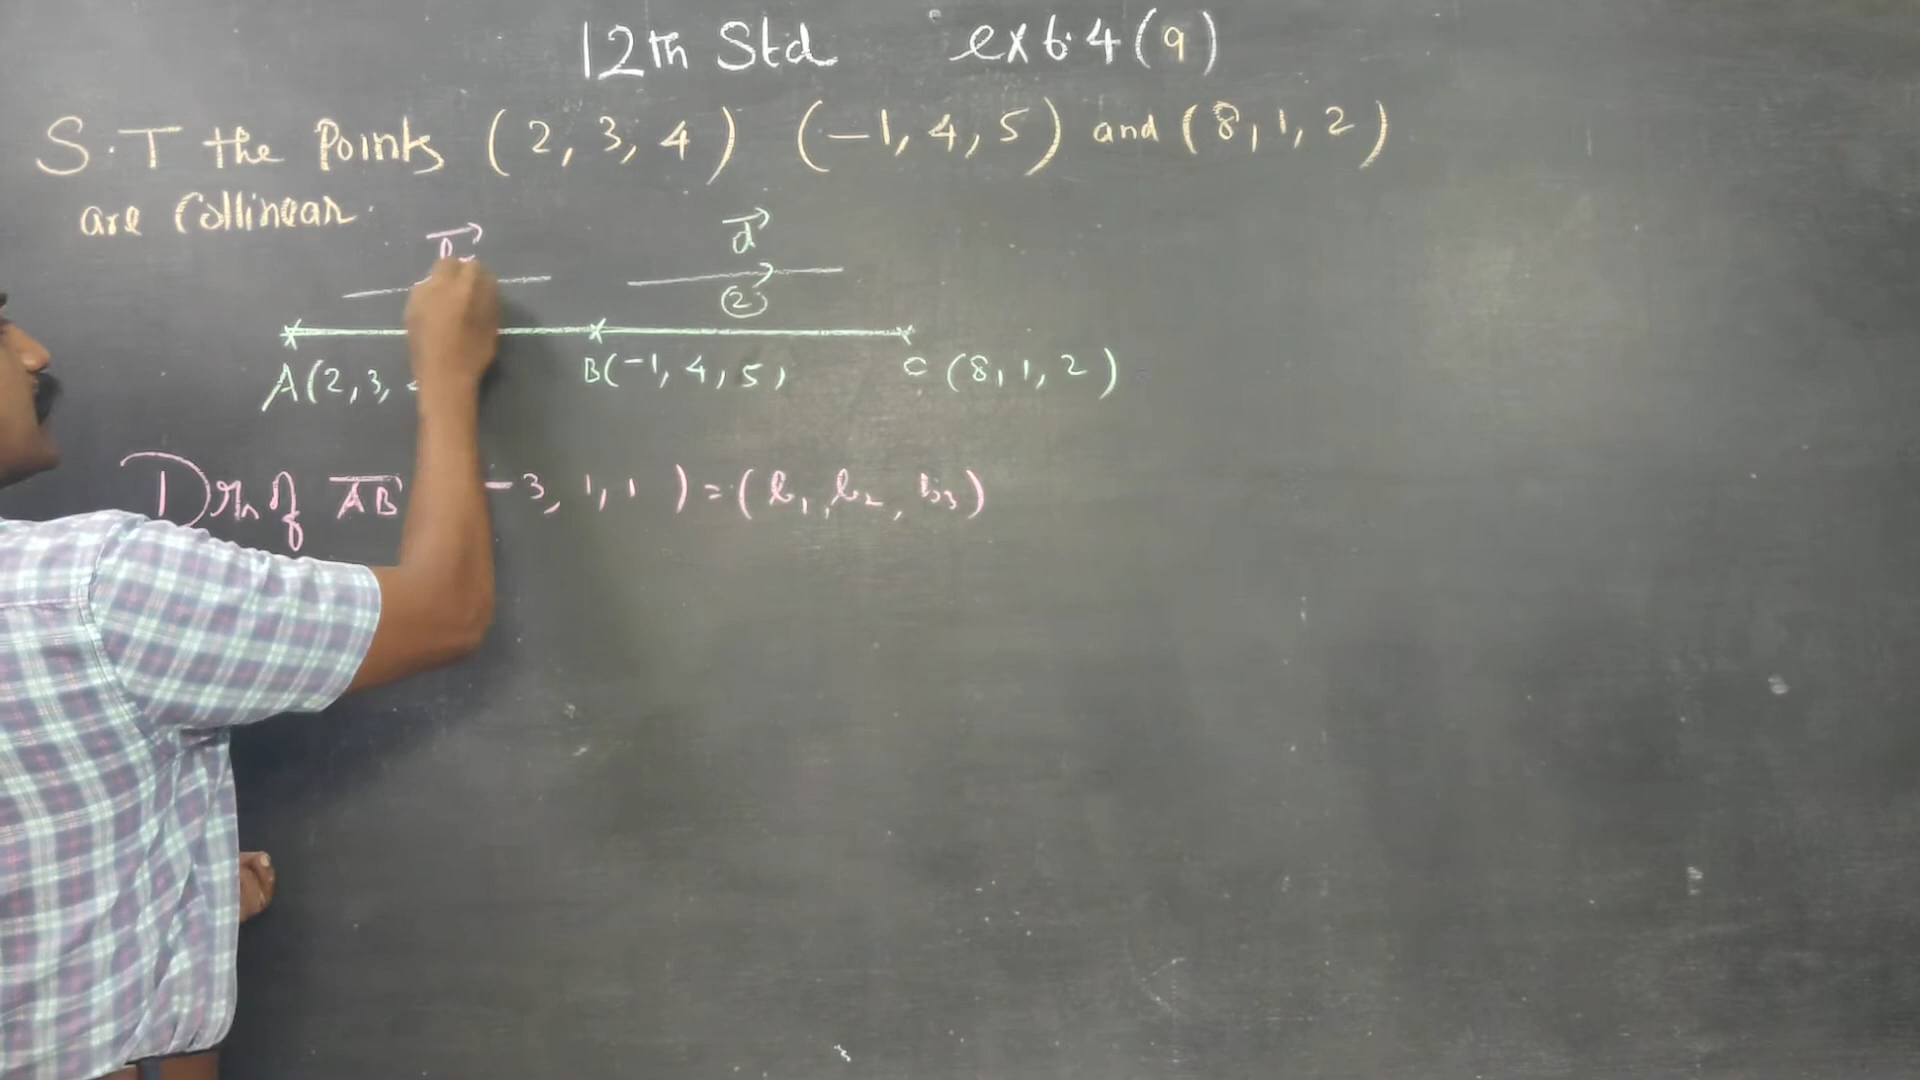 12th Std ex 6.4 (9)
S.T the Points (2, 3, 4) (-1, 4, 5) and (8, 1, 2)
are Collinear.
b d
(2)
A(2, 3, B(-1, 4, 5) C (8, 1, 2)
Drs of AB -3, 1, 1) = (b1, b2, b3)